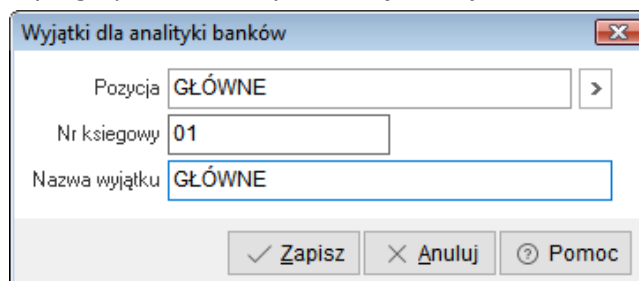 Wyjątki dla analityki banków
Pozycja GŁÓWNE >
Nr ksiegowy 01
Nazwa wyjątku GŁÓWNE
Zapisz Anuluj Pomoc